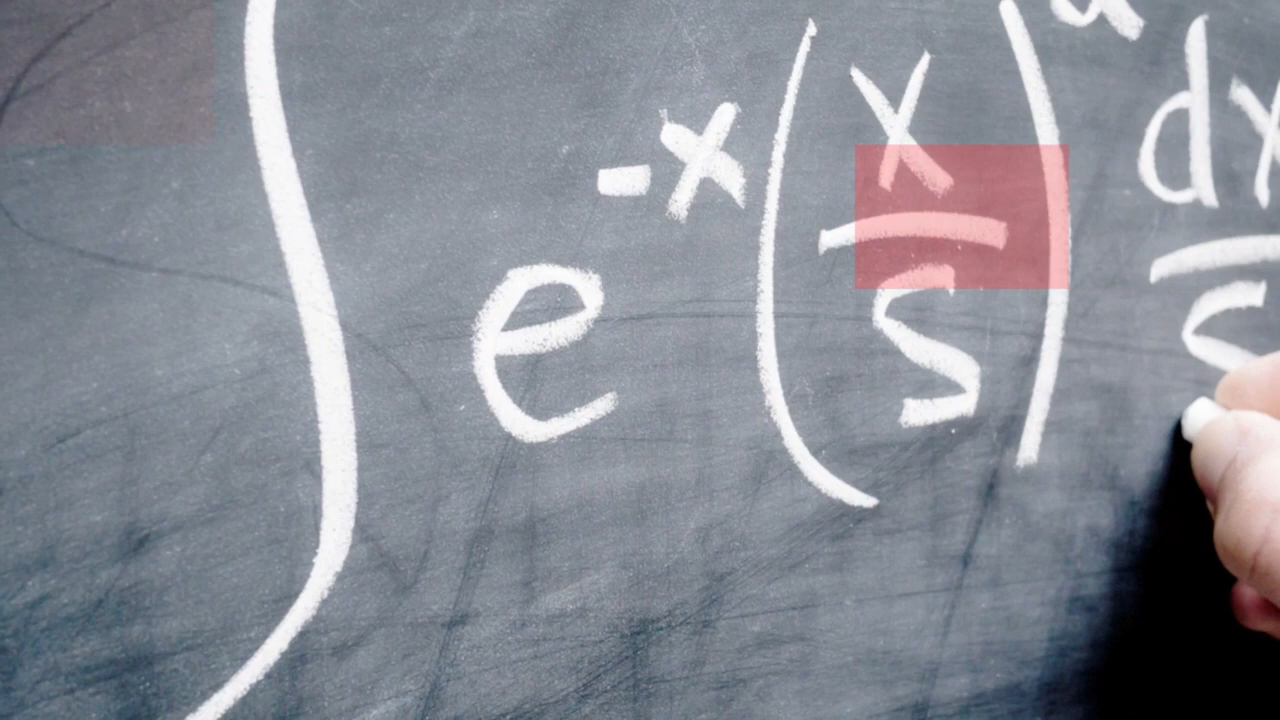 ∫ e^{-x} (x/s)^u dx/s